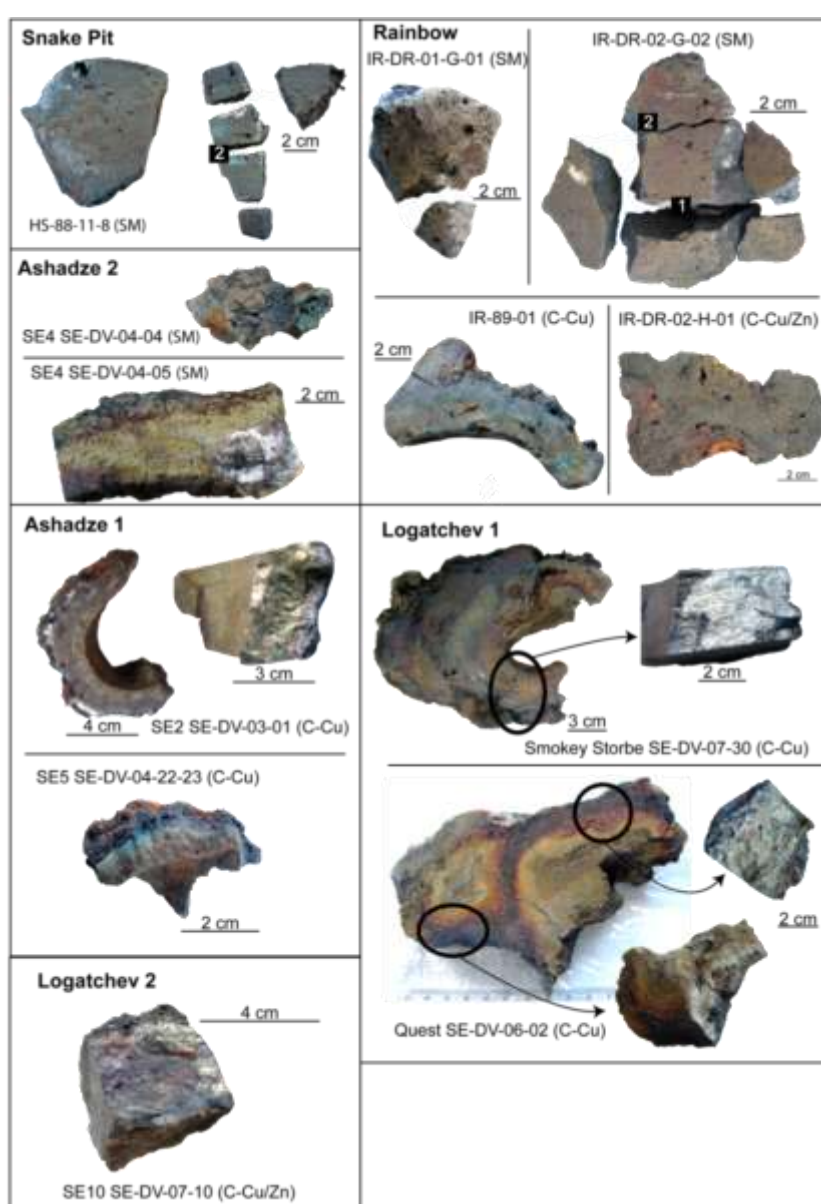 Snake Pit
2
2 cm
HS-88-11-8 (SM)
Rainbow
IR-DR-01-G-01 (SM)
2 cm
IR-DR-02-G-02 (SM)
2 cm
2
1
IR-89-01 (C-Cu)
2 cm
IR-DR-02-H-01 (C-Cu/Zn)
2 cm
Ashadze 2
SE4 SE-DV-04-04 (SM)
SE4 SE-DV-04-05 (SM)
2 cm
Ashadze 1
3 cm
4 cm
SE2 SE-DV-03-01 (C-Cu)
SE5 SE-DV-04-22-23 (C-Cu)
2 cm
Logatchev 1
2 cm
3 cm
Smokey Storbe SE-DV-07-30 (C-Cu)
2 cm
Quest SE-DV-06-02 (C-Cu)
Logatchev 2
4 cm
SE10 SE-DV-07-10 (C-Cu/Zn)